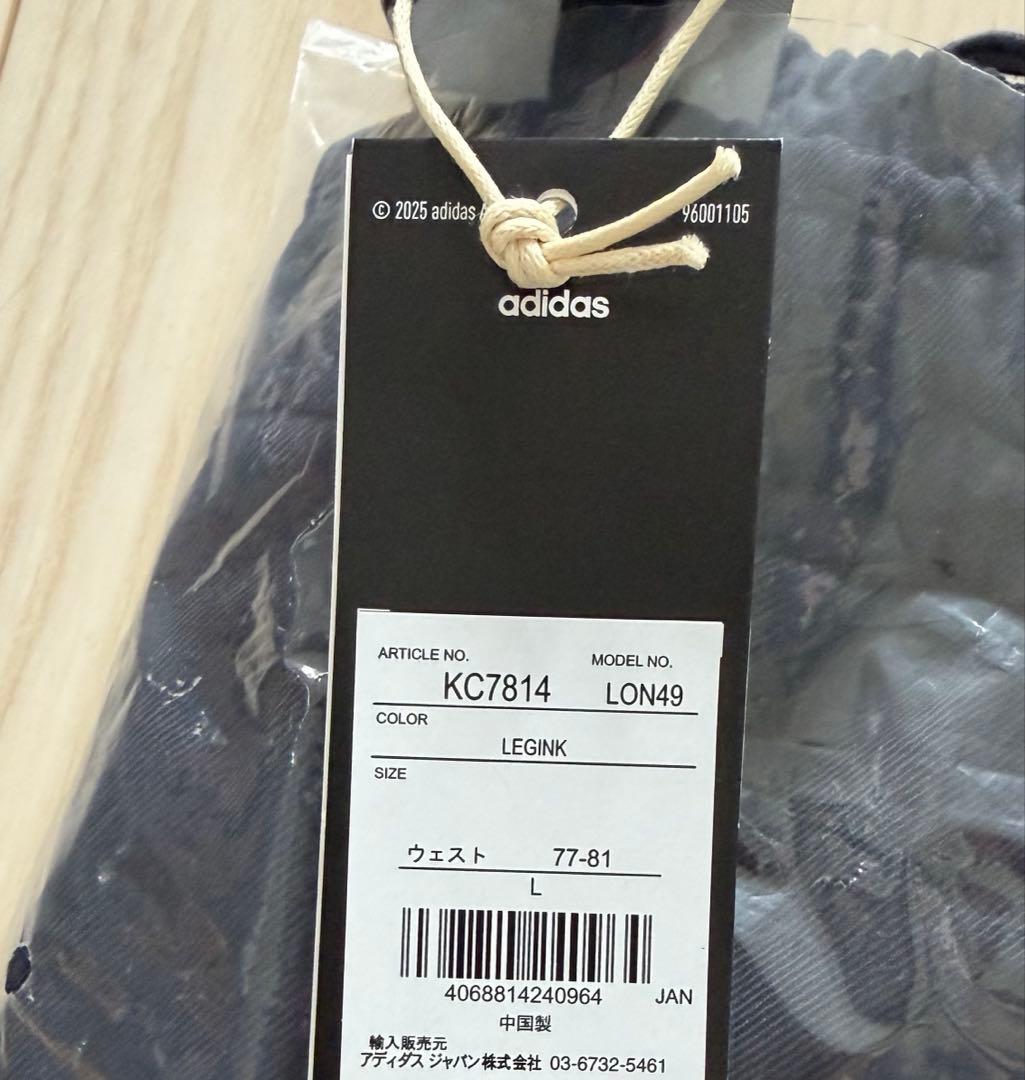 © 2025 adidas 96001105
adidas
ARTICLE NO. MODEL NO.
KC7814 LON49
COLOR
LEGINK
SIZE
ウェスト 77-81
L
4068814240964 JAN
中国製
輸入販売元
アディダス ジャパン株式会社 03-6732-5461